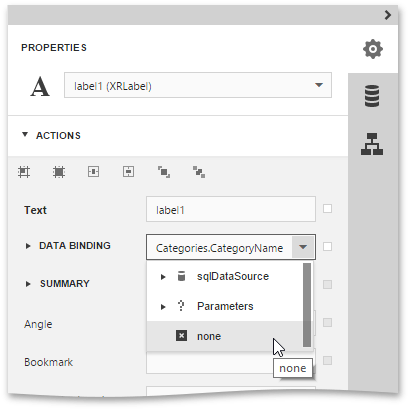 PROPERTIES
A label1 (XRLabel)
ACTIONS
Text label1
DATA BINDING Categories.CategoryName
sqlDataSource
SUMMARY
Parameters
Angle
none
Bookmark
none